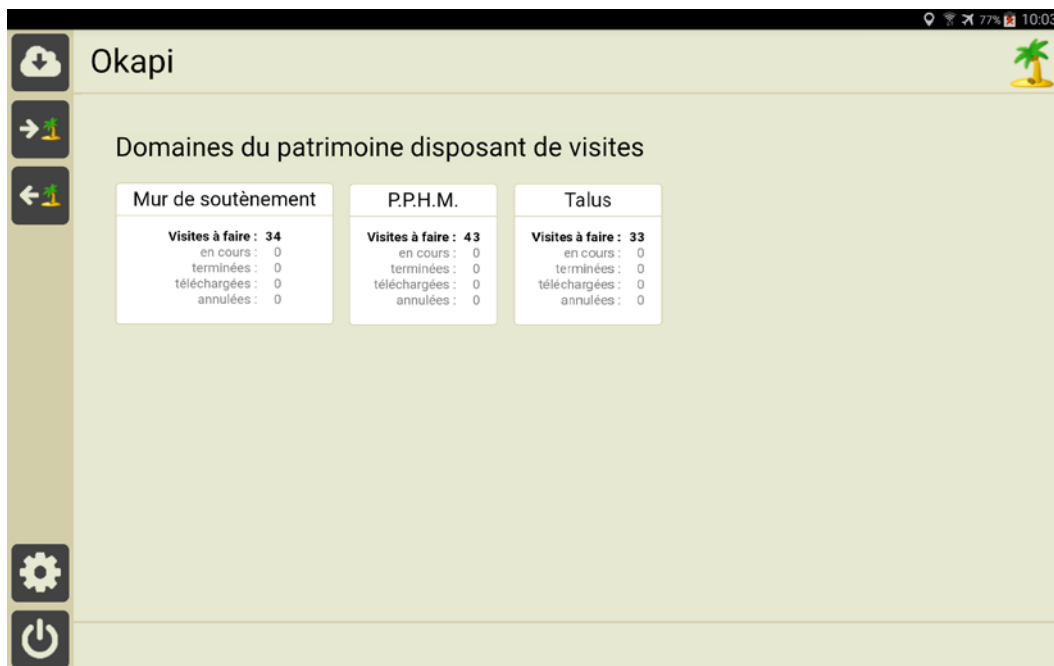 77% 10:03
Okapi
Domaines du patrimoine disposant de visites
Mur de soutènement
Visites à faire : 34
en cours : 0
terminées : 0
téléchargées : 0
annulées : 0
P.P.H.M.
Visites à faire : 43
en cours : 0
terminées : 0
téléchargées : 0
annulées : 0
Talus
Visites à faire : 33
en cours : 0
terminées : 0
téléchargées : 0
annulées : 0